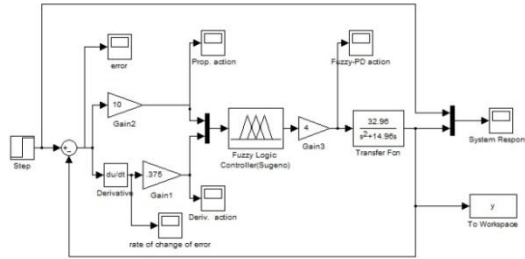 error
Prop. action
Fuzzy-PD action
10
Gain2
Step
+
-
du/dt
Derivative
.375
Gain1
Fuzzy Logic
Controller(Sugeno)
4
Gain3
32.96
s²+14.96s
Transfer Fcn
System Respon
Deriv. action
rate of change of error
y
To Workspace